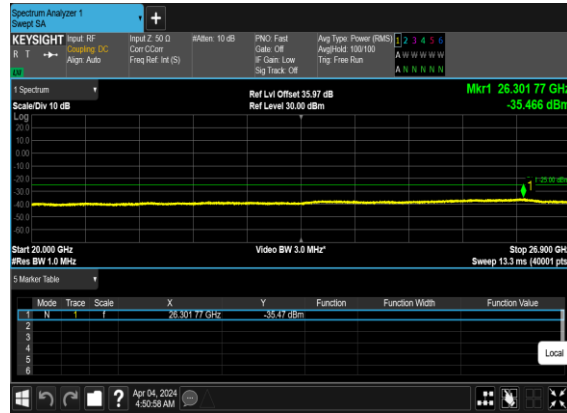 Spectrum Analyzer 1
Swept SA
KEYSIGHT Input: RF Input Z: 50 Ω #Atten: 10 dB PNO: Fast Avg Type: Power (RMS) 1 2 3 4 5 6
R T Coupling: DC Corr CCorr Gate: Off Avg|Hold: 100/100 A W W W W W
Align: Auto Freq Ref: Int (S) IF Gain: Low Trig: Free Run
Sig Track: Off A N N N N N
1 Spectrum Ref Lvl Offset 35.97 dB Mkr1 26.301 77 GHz
Scale/Div 10 dB Ref Level 30.00 dBm -35.466 dBm
Log
20.0
10.0
0.00
-10.0
-20.0
1 -25.00 dBm
-30.0
-40.0
-50.0
-60.0
Start 20.000 GHz Video BW 3.0 MHz* Stop 26.900 GHz
#Res BW 1.0 MHz Sweep 13.3 ms (40001 pts
5 Marker Table
Mode Trace Scale X Y Function Function Width Function Value
1 N 1 f 26.301 77 GHz -35.47 dBm
2
3
4
5
6
Local
? Apr 04, 2024
4:50:58 AM